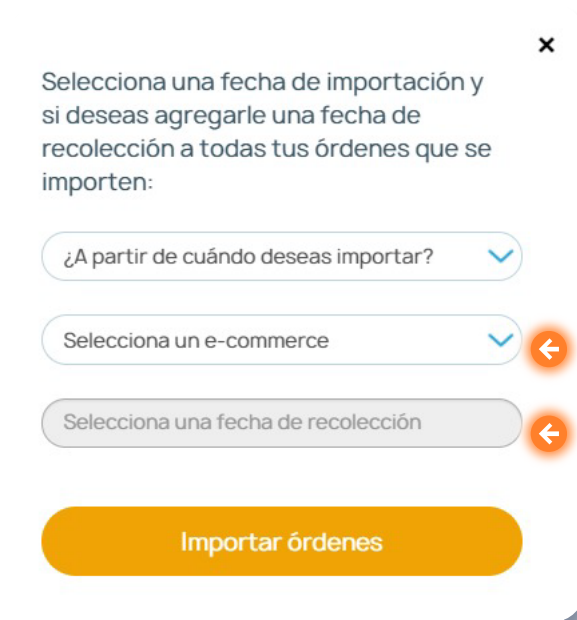 Selecciona una fecha de importación y
si deseas agregarle una fecha de
recolección a todas tus órdenes que se
importen:
¿A partir de cuándo deseas importar?
Selecciona un e-commerce
Selecciona una fecha de recolección
Importar órdenes